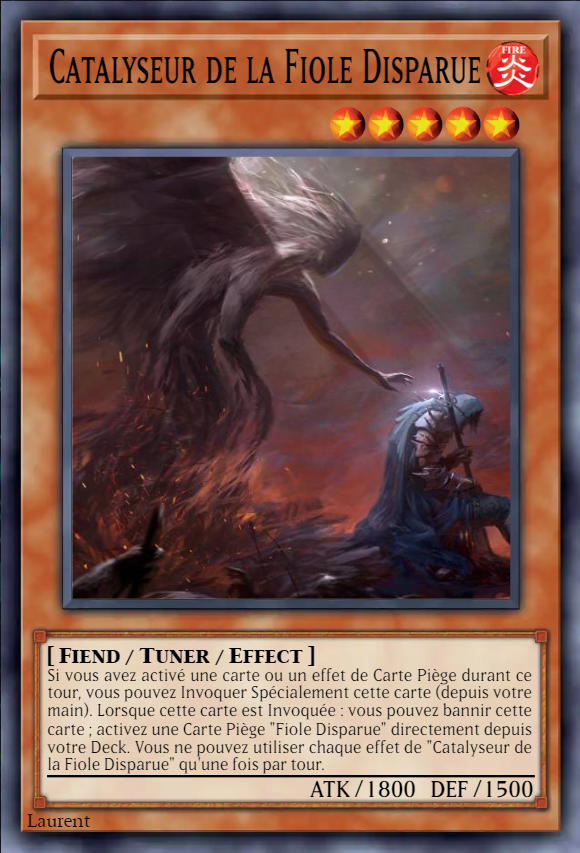 Catalyseur de la Fiole Disparue
FIRE
炎
[ Fiend / Tuner / Effect ]
Si vous avez activé une carte ou un effet de Carte Piège durant ce
tour, vous pouvez Invoquer Spécialement cette carte (depuis votre
main). Lorsque cette carte est Invoquée : vous pouvez bannir cette
carte ; activez une Carte Piège "Fiole Disparue" directement depuis
votre Deck. Vous ne pouvez utiliser chaque effet de "Catalyseur de
la Fiole Disparue" qu'une fois par tour.
ATK / 1800 DEF / 1500
Laurent